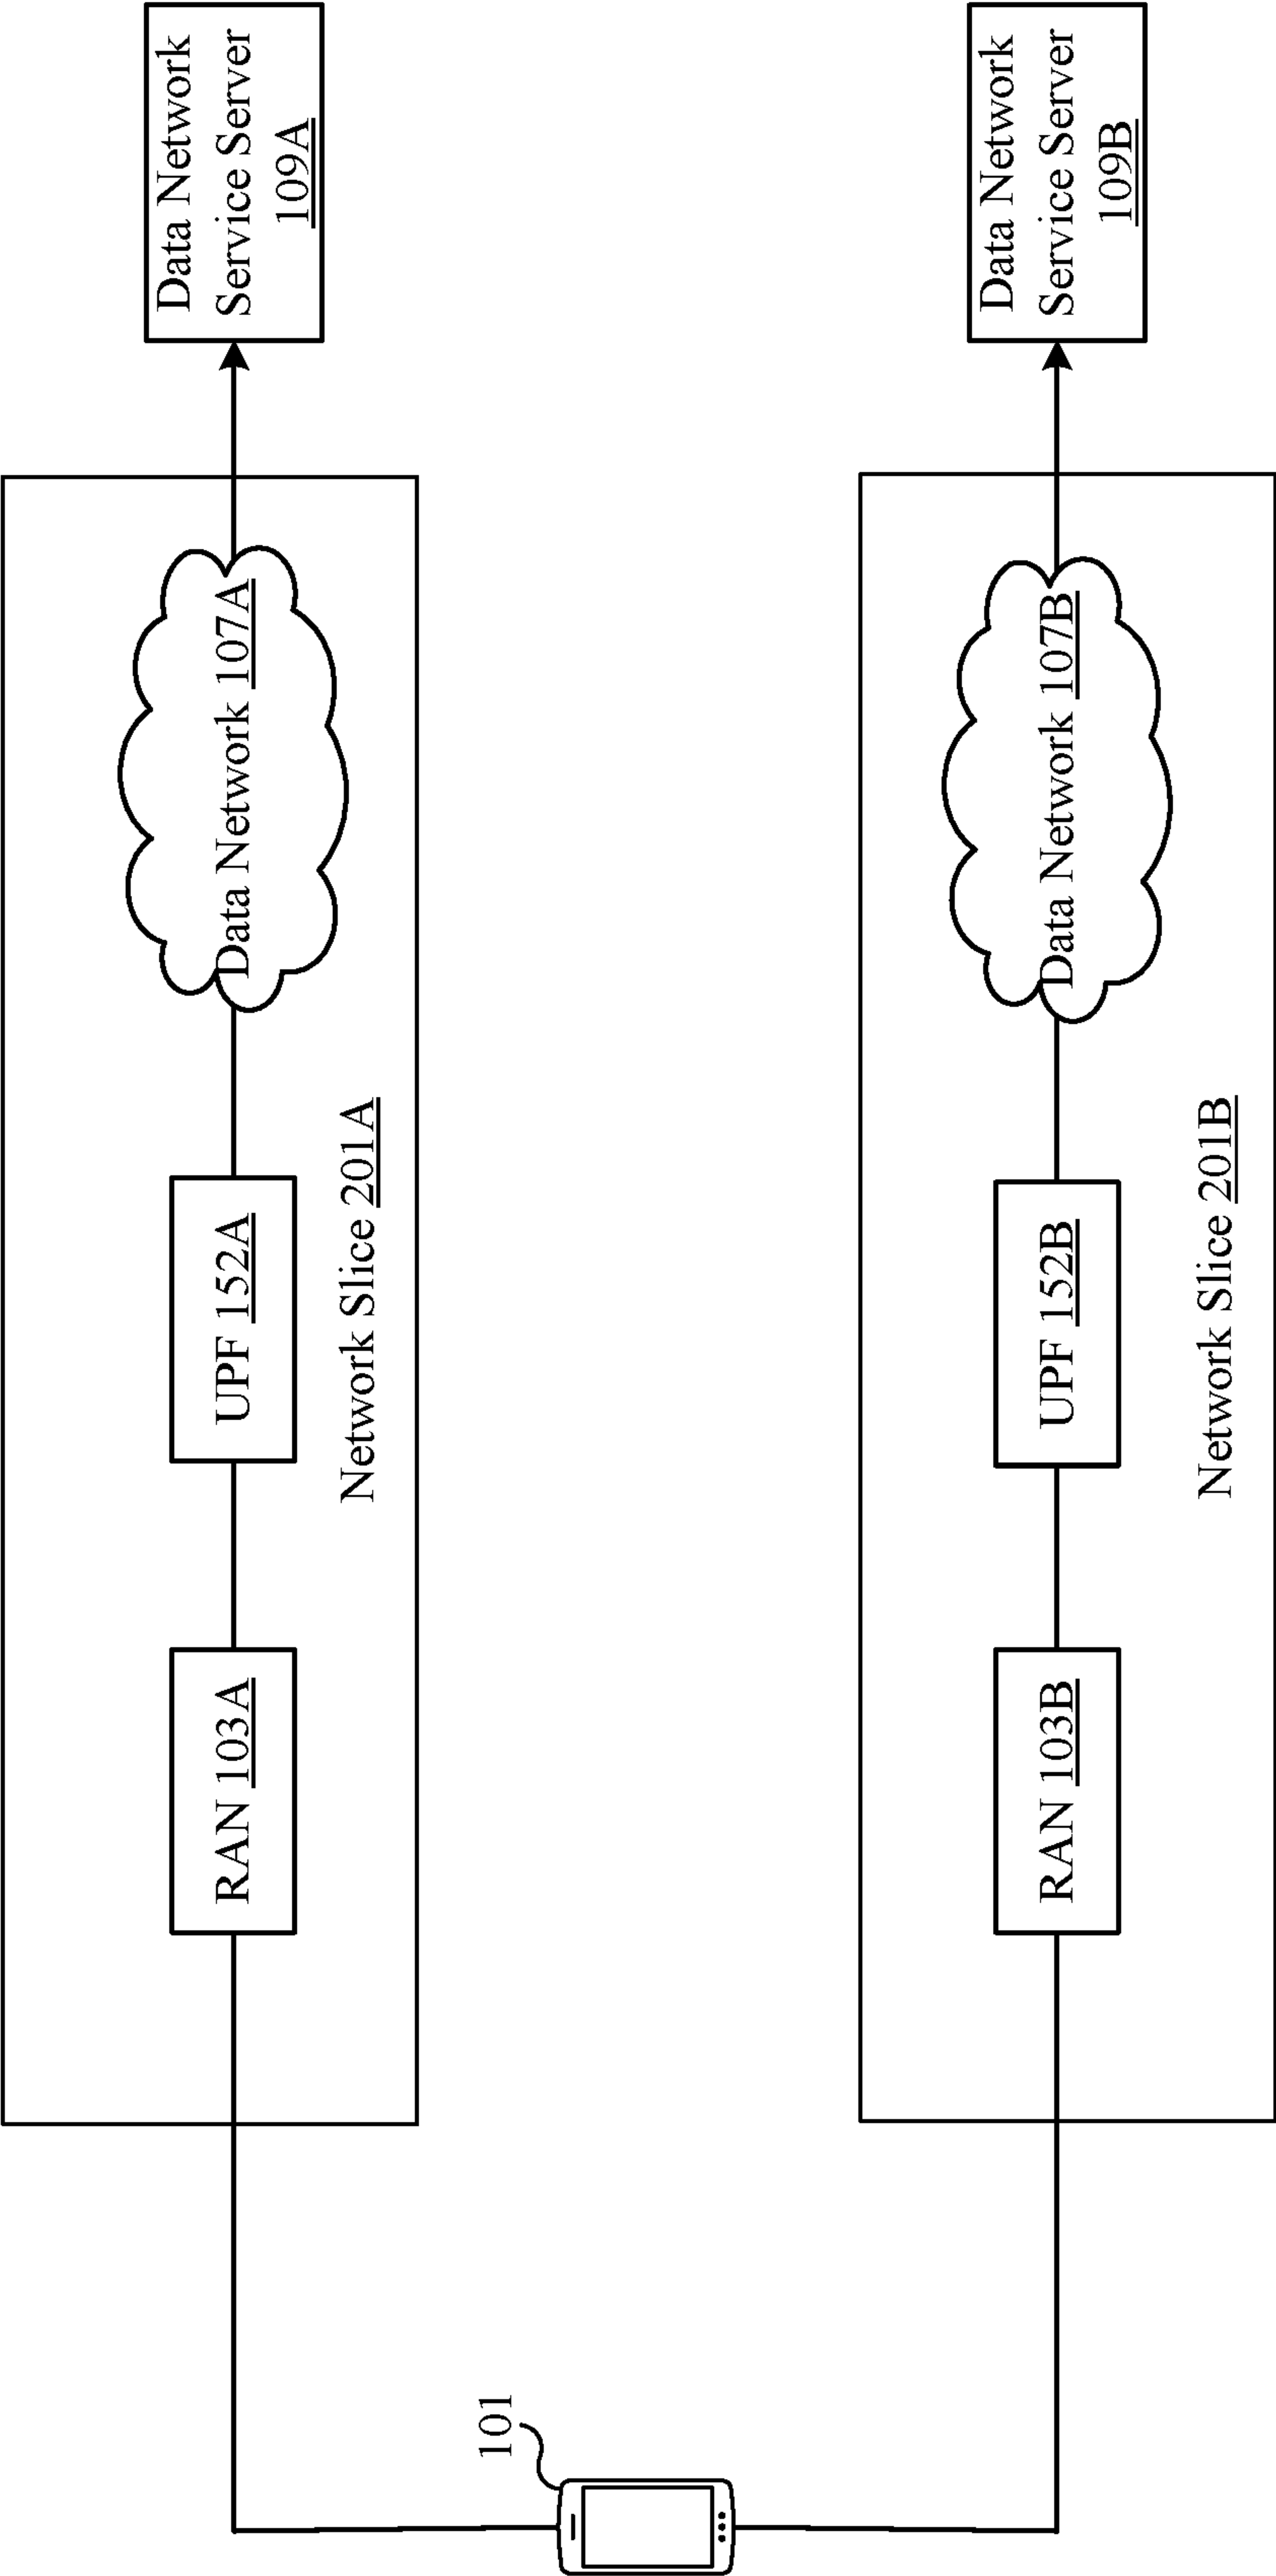 101
RAN 103A
UPF 152A
Data Network 107A
Network Slice 201A
Data Network
Service Server
109A
RAN 103B
UPF 152B
Data Network 107B
Network Slice 201B
Data Network
Service Server
109B